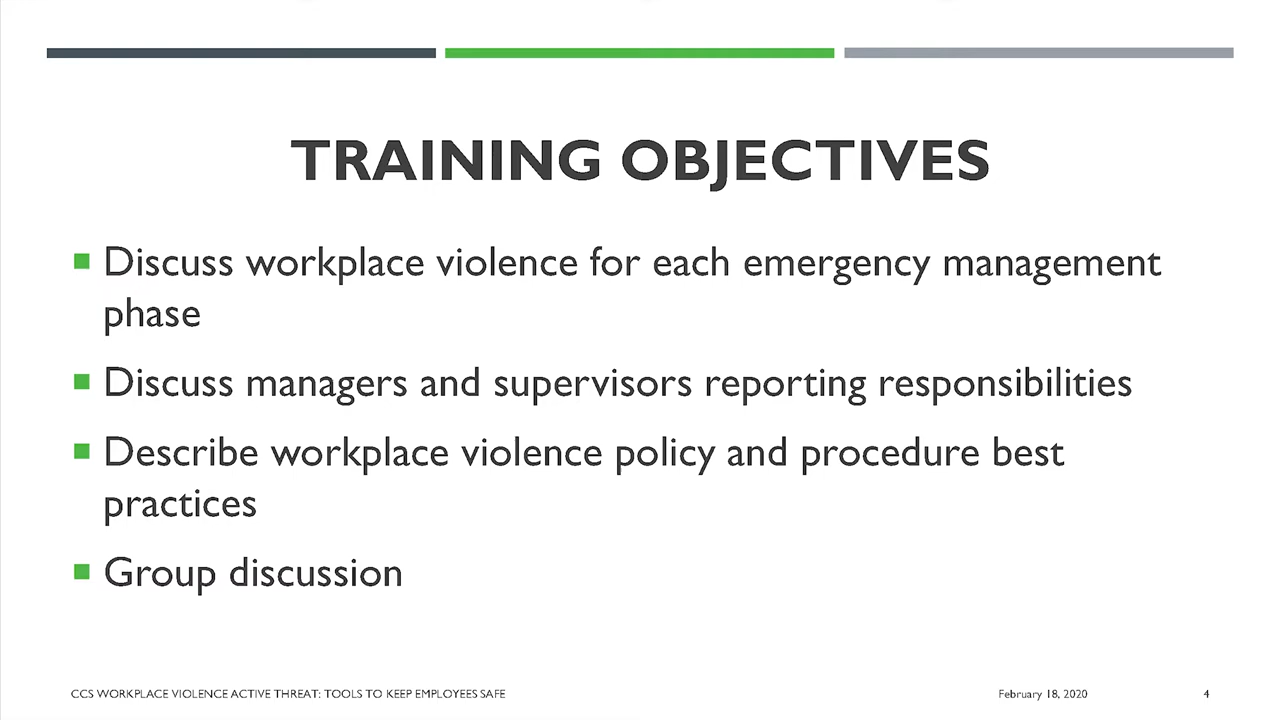 TRAINING OBJECTIVES
Discuss workplace violence for each emergency management
phase
Discuss managers and supervisors reporting responsibilities
Describe workplace violence policy and procedure best
practices
Group discussion
CCS WORKPLACE VIOLENCE ACTIVE THREAT: TOOLS TO KEEP EMPLOYEES SAFE
February 18, 2020
4